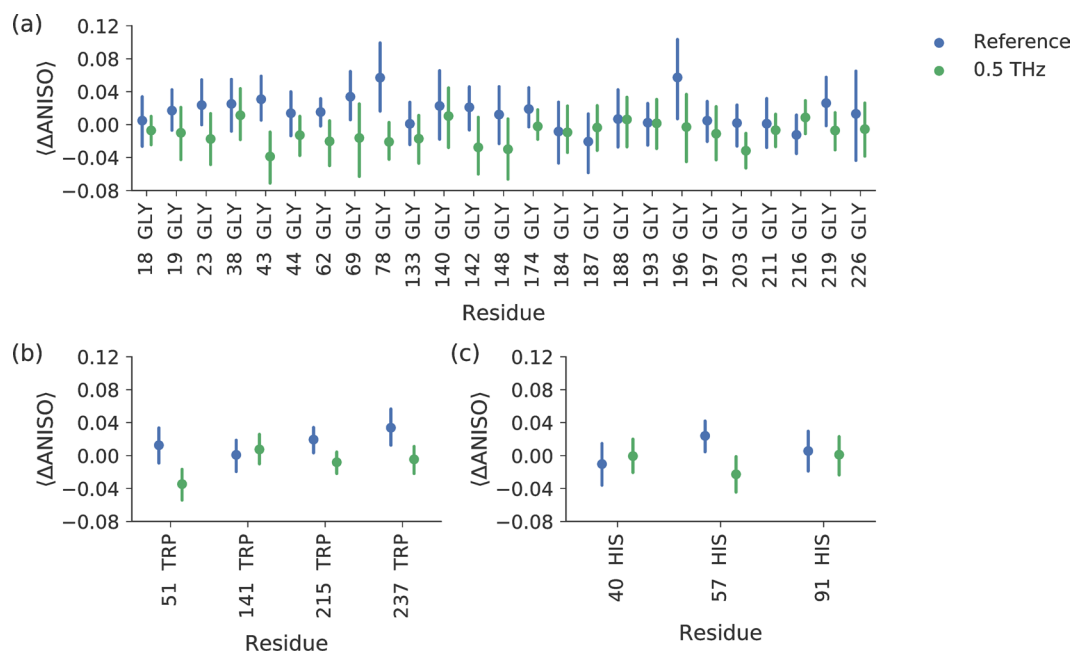 (a)
0.12
0.08
0.04
0.00
−0.04
−0.08
⟨ΔANISO⟩
18 GLY
19 GLY
23 GLY
38 GLY
43 GLY
44 GLY
62 GLY
69 GLY
78 GLY
133 GLY
140 GLY
142 GLY
148 GLY
174 GLY
184 GLY
187 GLY
188 GLY
193 GLY
196 GLY
197 GLY
203 GLY
211 GLY
216 GLY
219 GLY
226 GLY
Residue
Reference
0.5 THz
(b)
0.12
0.08
0.04
0.00
−0.04
−0.08
⟨ΔANISO⟩
51 TRP
141 TRP
215 TRP
237 TRP
Residue
(c)
0.12
0.08
0.04
0.00
−0.04
−0.08
⟨ΔANISO⟩
40 HIS
57 HIS
91 HIS
Residue